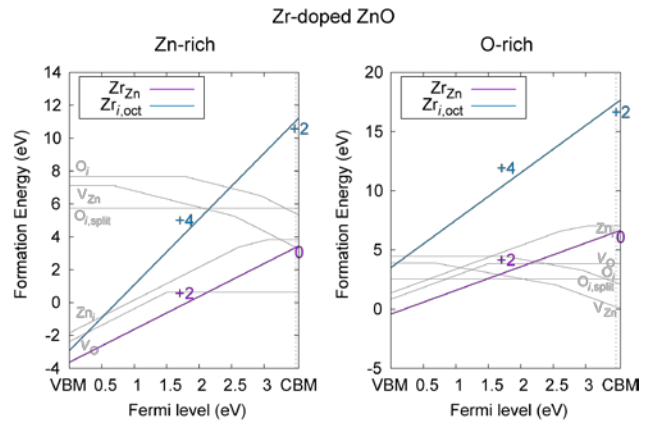 Zr-doped ZnO
Zn-rich
Formation Energy (eV)
14
12
10
8
6
4
2
0
-2
-4
Zr_Zn
Zr_i,oct
O_i
V_Zn
O_i,split
Zn_i
V_O
+4
+2
+2
0
VBM 0.5 1 1.5 2 2.5 3 CBM
Fermi level (eV)
O-rich
Formation Energy (eV)
20
15
10
5
0
-5
Zr_Zn
Zr_i,oct
+4
+2
+2
0
Zn_i
V_O
O_i
O_i,split
V_Zn
VBM 0.5 1 1.5 2 2.5 3 CBM
Fermi level (eV)